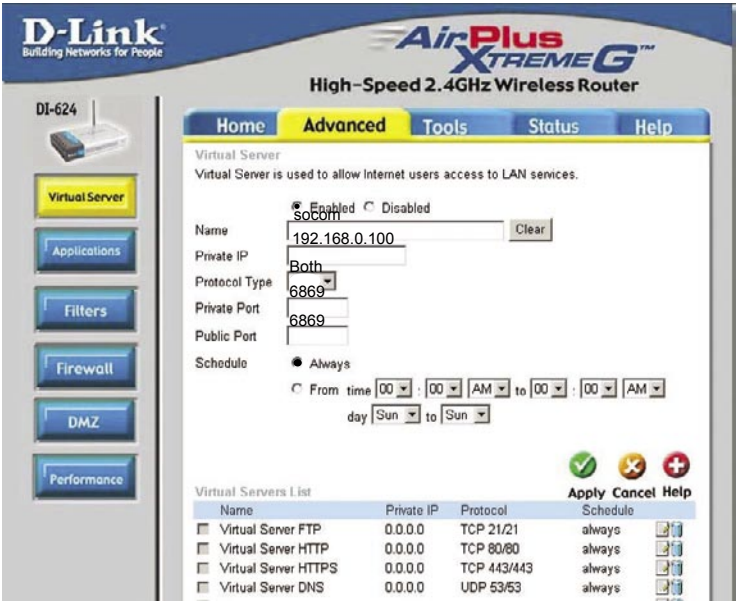 D-Link
Building Networks for People
AirPlus
XTREME G™
High-Speed 2.4GHz Wireless Router
DI-624
Home Advanced Tools Status Help
Virtual Server
Applications
Filters
Firewall
DMZ
Performance
Virtual Server
Virtual Server is used to allow Internet users access to LAN services.
Enabled Disabled
Name socom Clear
Private IP 192.168.0.100
Protocol Type Both
Private Port 6869
Public Port 6869
Schedule Always
From time 00 : 00 AM to 00 : 00 AM
day Sun to Sun
Apply Cancel Help
Virtual Servers List
Name Private IP Protocol Schedule
Virtual Server FTP 0.0.0.0 TCP 21/21 always
Virtual Server HTTP 0.0.0.0 TCP 80/80 always
Virtual Server HTTPS 0.0.0.0 TCP 443/443 always
Virtual Server DNS 0.0.0.0 UDP 53/53 always